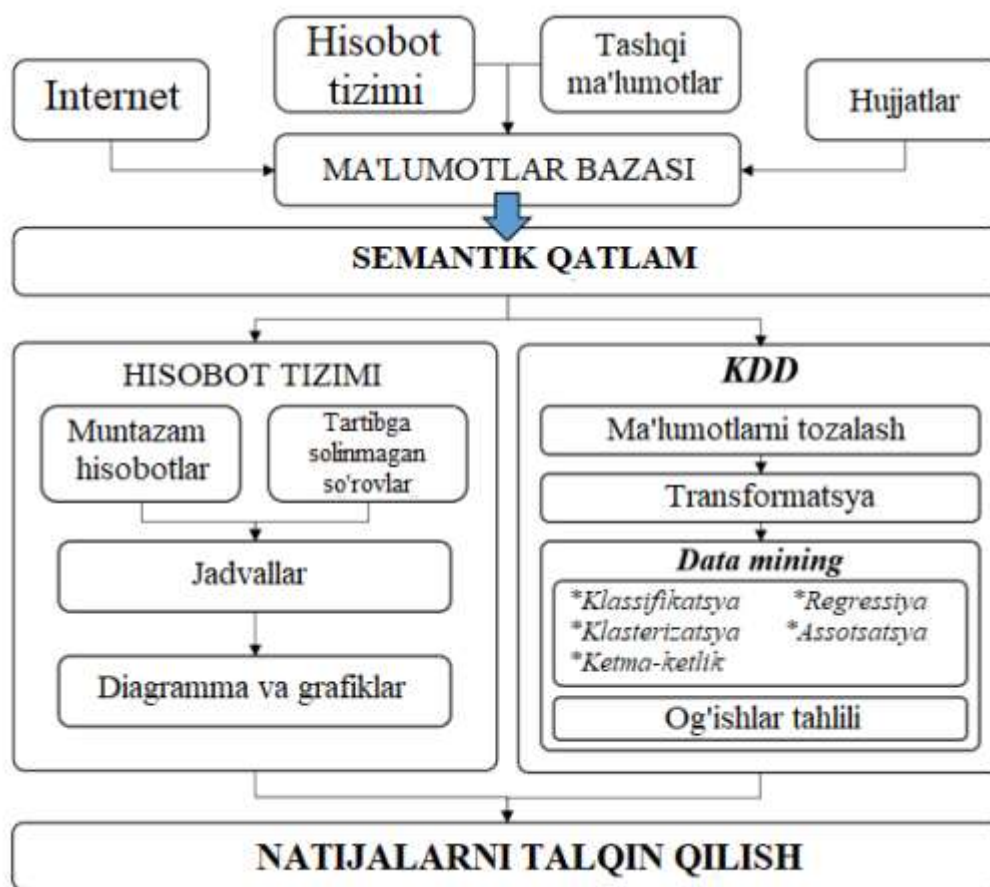 Internet
Hisobot
tizimi
Tashqi
ma'lumotlar
Hujjatlar
MA'LUMOTLAR BAZASI
SEMANTIK QATLAM
HISOBOT TIZIMI
Muntazam
hisobotlar
Tartibga
solinmagan
so'rovlar
Jadvallar
Diagramma va grafiklar
KDD
Ma'lumotlarni tozalash
Transformatsya
Data mining
*Klassifikatsya *Regressiya
*Klasterizatsya *Assotsatsya
*Ketma-ketlik
Og'ishlar tahlili
NATIJALARNI TALQIN QILISH